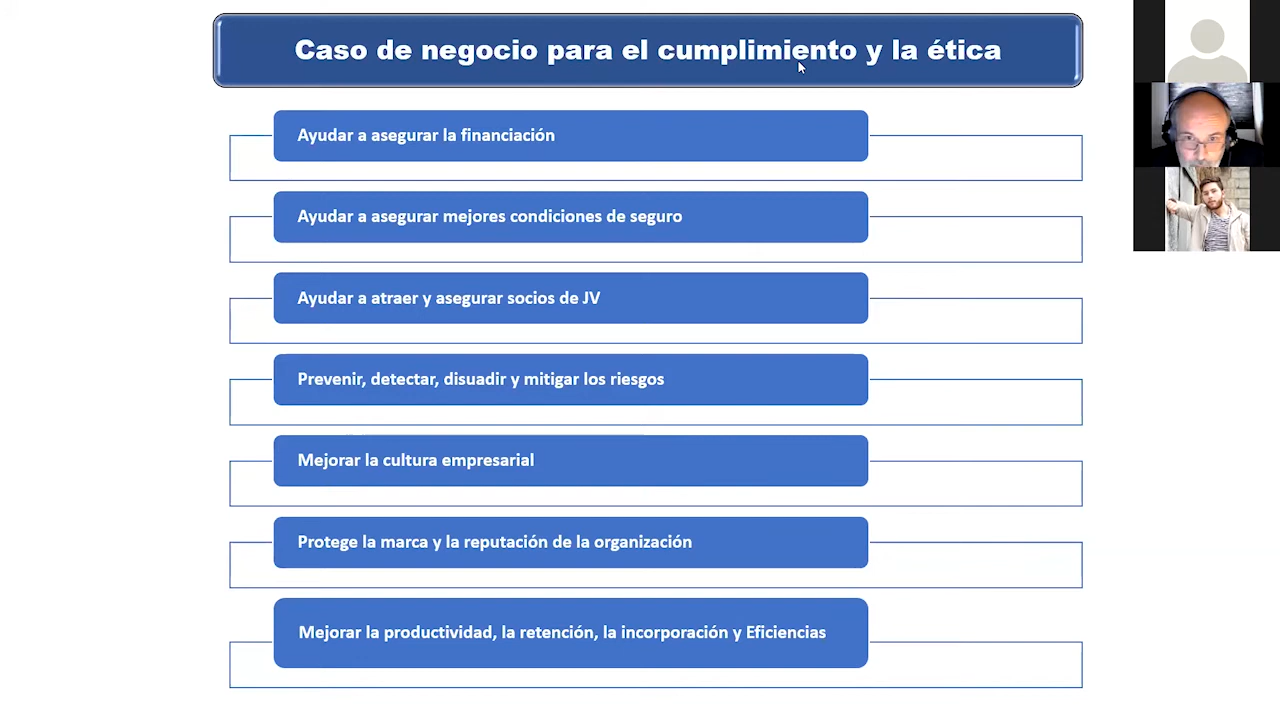 Caso de negocio para el cumplimiento y la ética
Ayudar a asegurar la financiación
Ayudar a asegurar mejores condiciones de seguro
Ayudar a atraer y asegurar socios de JV
Prevenir, detectar, disuadir y mitigar los riesgos
Mejorar la cultura empresarial
Protege la marca y la reputación de la organización
Mejorar la productividad, la retención, la incorporación y Eficiencias